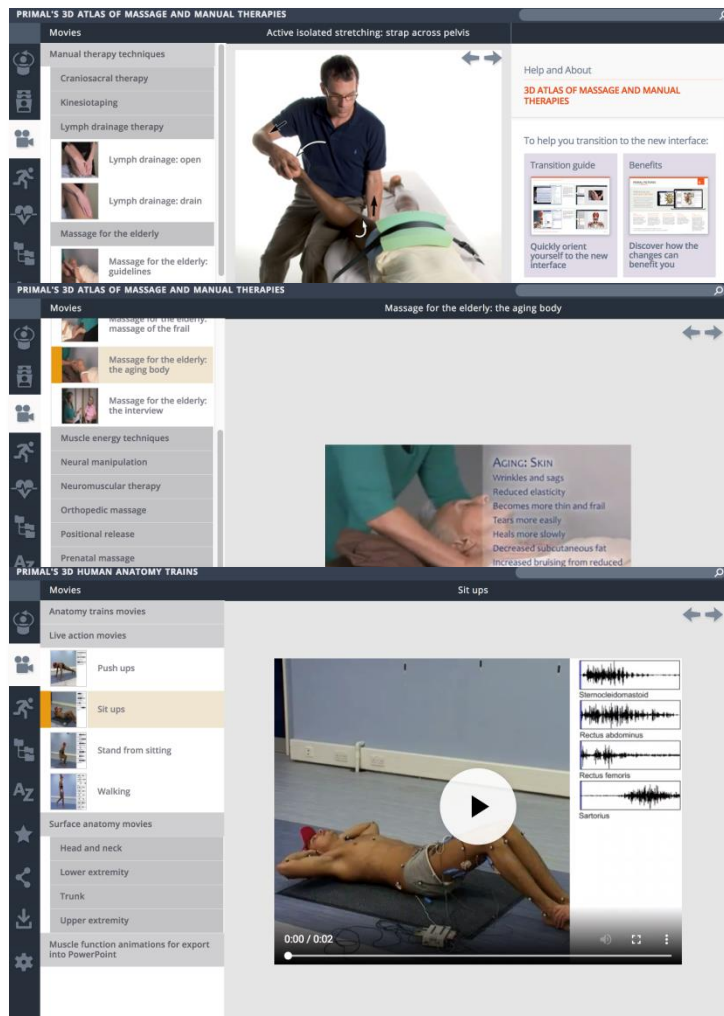 PRIMAL'S 3D ATLAS OF MASSAGE AND MANUAL THERAPIES
Movies
Active isolated stretching: strap across pelvis
Manual therapy techniques
Craniosacral therapy
Kinesiotaping
Lymph drainage therapy
Lymph drainage: open
Lymph drainage: drain
Massage for the elderly
Massage for the elderly:
guidelines
Help and About
3D ATLAS OF MASSAGE AND MANUAL
THERAPIES
To help you transition to the new interface:
Transition guide
Quickly orient
yourself to the new
interface
Benefits
Discover how the
changes can
benefit you
PRIMAL'S 3D ATLAS OF MASSAGE AND MANUAL THERAPIES
Movies
Massage for the elderly: the aging body
Massage for the elderly:
massage of the frail
Massage for the elderly:
the aging body
Massage for the elderly:
the interview
Muscle energy techniques
Neural manipulation
Neuromuscular therapy
Orthopedic massage
Positional release
Prenatal massage
AZ
AGING: SKIN
Wrinkles and sags
Reduced elasticity
Becomes more thin and frail
Tears more easily
Heals more slowly
Decreased subcutaneous fat
Increased bruising from reduced
PRIMAL'S 3D HUMAN ANATOMY TRAINS
Movies
Sit ups
Anatomy trains movies
Live action movies
Push ups
Sit ups
Stand from sitting
Walking
AZ
Surface anatomy movies
Head and neck
Lower extremity
Trunk
Upper extremity
Muscle function animations for export
into PowerPoint
Sternocleidomastoid
Rectus abdominus
Rectus femoris
Sartorius
0:00 / 0:02